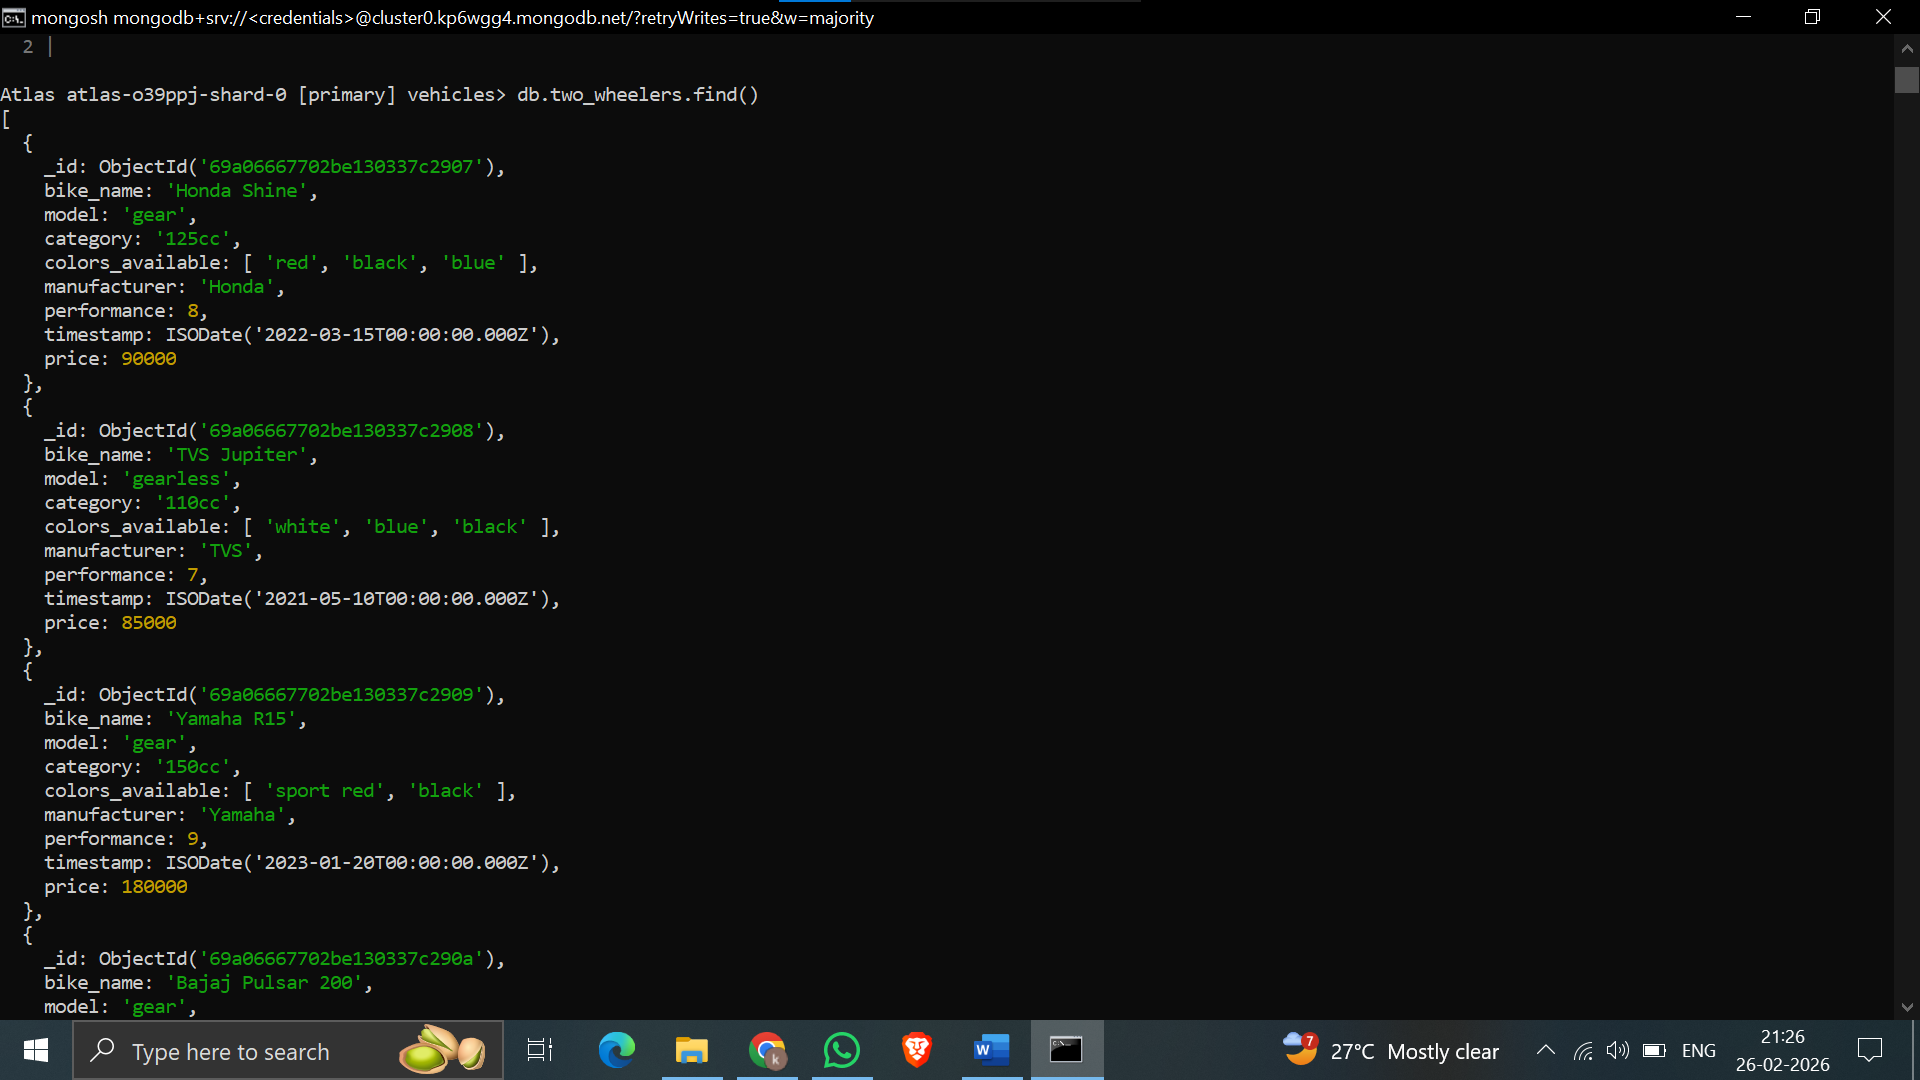 mongosh mongodb+srv://<credentials>@cluster0.kp6wgg4.mongodb.net/?retryWrites=true&w=majority
2
Atlas atlas-o39ppj-shard-0 [primary] vehicles> db.two_wheelers.find()
[
  {
    _id: ObjectId('69a06667702be130337c2907'),
    bike_name: 'Honda Shine',
    model: 'gear',
    category: '125cc',
    colors_available: [ 'red', 'black', 'blue' ],
    manufacturer: 'Honda',
    performance: 8,
    timestamp: ISODate('2022-03-15T00:00:00.000Z'),
    price: 90000
  },
  {
    _id: ObjectId('69a06667702be130337c2908'),
    bike_name: 'TVS Jupiter',
    model: 'gearless',
    category: '110cc',
    colors_available: [ 'white', 'blue', 'black' ],
    manufacturer: 'TVS',
    performance: 7,
    timestamp: ISODate('2021-05-10T00:00:00.000Z'),
    price: 85000
  },
  {
    _id: ObjectId('69a06667702be130337c2909'),
    bike_name: 'Yamaha R15',
    model: 'gear',
    category: '150cc',
    colors_available: [ 'sport red', 'black' ],
    manufacturer: 'Yamaha',
    performance: 9,
    timestamp: ISODate('2023-01-20T00:00:00.000Z'),
    price: 180000
  },
  {
    _id: ObjectId('69a06667702be130337c290a'),
    bike_name: 'Bajaj Pulsar 200',
    model: 'gear',
Type here to search
k
W
7
27°C Mostly clear
ENG
21:26
26-02-2026